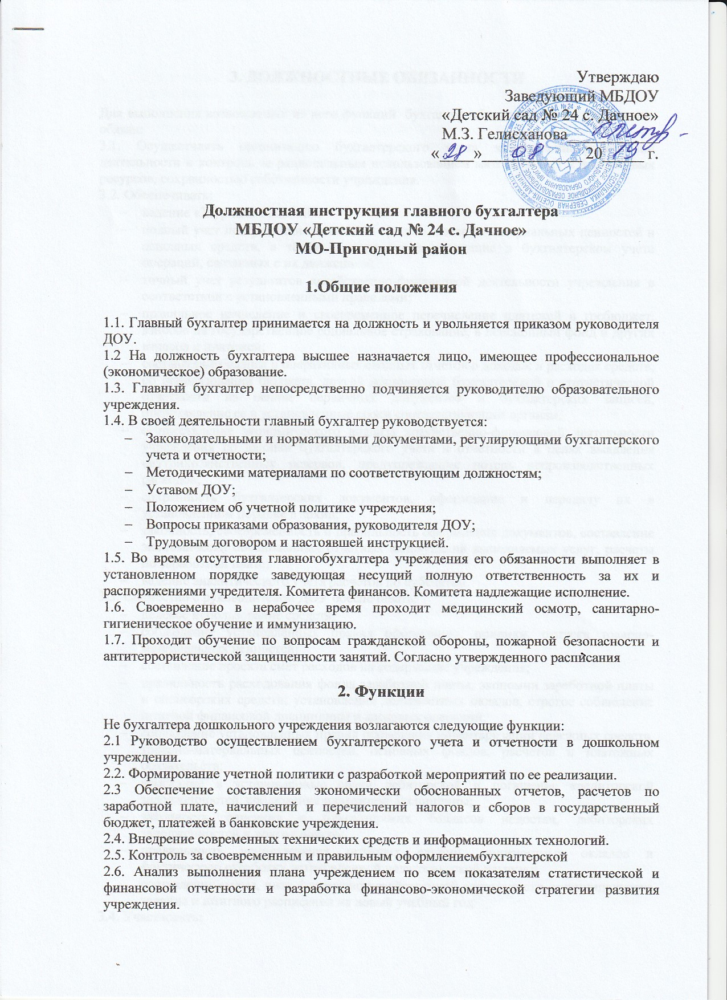 Утверждаю
Заведующий МБДОУ
«Детский сад № 24 с. Дачное»
М.З. Гелисханова
« 28 » 08 20 19 г.
Должностная инструкция главного бухгалтера
МБДОУ «Детский сад № 24 с. Дачное»
МО-Пригодный район
1.Общие положения
1.1. Главный бухгалтер принимается на должность и увольняется приказом руководителя
ДОУ.
1.2 На должность бухгалтера высшее назначается лицо, имеющее профессиональное
(экономическое) образование.
1.3. Главный бухгалтер непосредственно подчиняется руководителю образовательного
учреждения.
1.4. В своей деятельности главный бухгалтер руководствуется:
– Законодательными и нормативными документами, регулирующими бухгалтерского
учета и отчетности;
– Методическими материалами по соответствующим должностям;
– Уставом ДОУ;
– Положением об учетной политике учреждения;
– Вопросы приказами образования, руководителя ДОУ;
– Трудовым договором и настоявшей инструкцией.
1.5. Во время отсутствия главногобухгалтера учреждения его обязанности выполняет в
установленном порядке заведующая несущий полную ответственность за их и
распоряжениями учредителя. Комитета финансов. Комитета надлежащие исполнение.
1.6. Своевременно в нерабочее время проходит медицинский осмотр, санитарно-
гигиеническое обучение и иммунизацию.
1.7. Проходит обучение по вопросам гражданской обороны, пожарной безопасности и
антитеррористической защищенности занятий. Согласно утвержденного расписания
2. Функции
Не бухгалтера дошкольного учреждения возлагаются следующие функции:
2.1 Руководство осуществлением бухгалтерского учета и отчетности в дошкольном
учреждении.
2.2. Формирование учетной политики с разработкой мероприятий по ее реализации.
2.3 Обеспечение составления экономически обоснованных отчетов, расчетов по
заработной плате, начислений и перечислений налогов и сборов в государственный
бюджет, платежей в банковские учреждения.
2.4. Внедрение современных технических средств и информационных технологий.
2.5. Контроль за своевременным и правильным оформлениембухгалтерской
2.6. Анализ выполнения плана учреждением по всем показателям статистической и
финансовой отчетности и разработка финансово-экономической стратегии развития
учреждения.